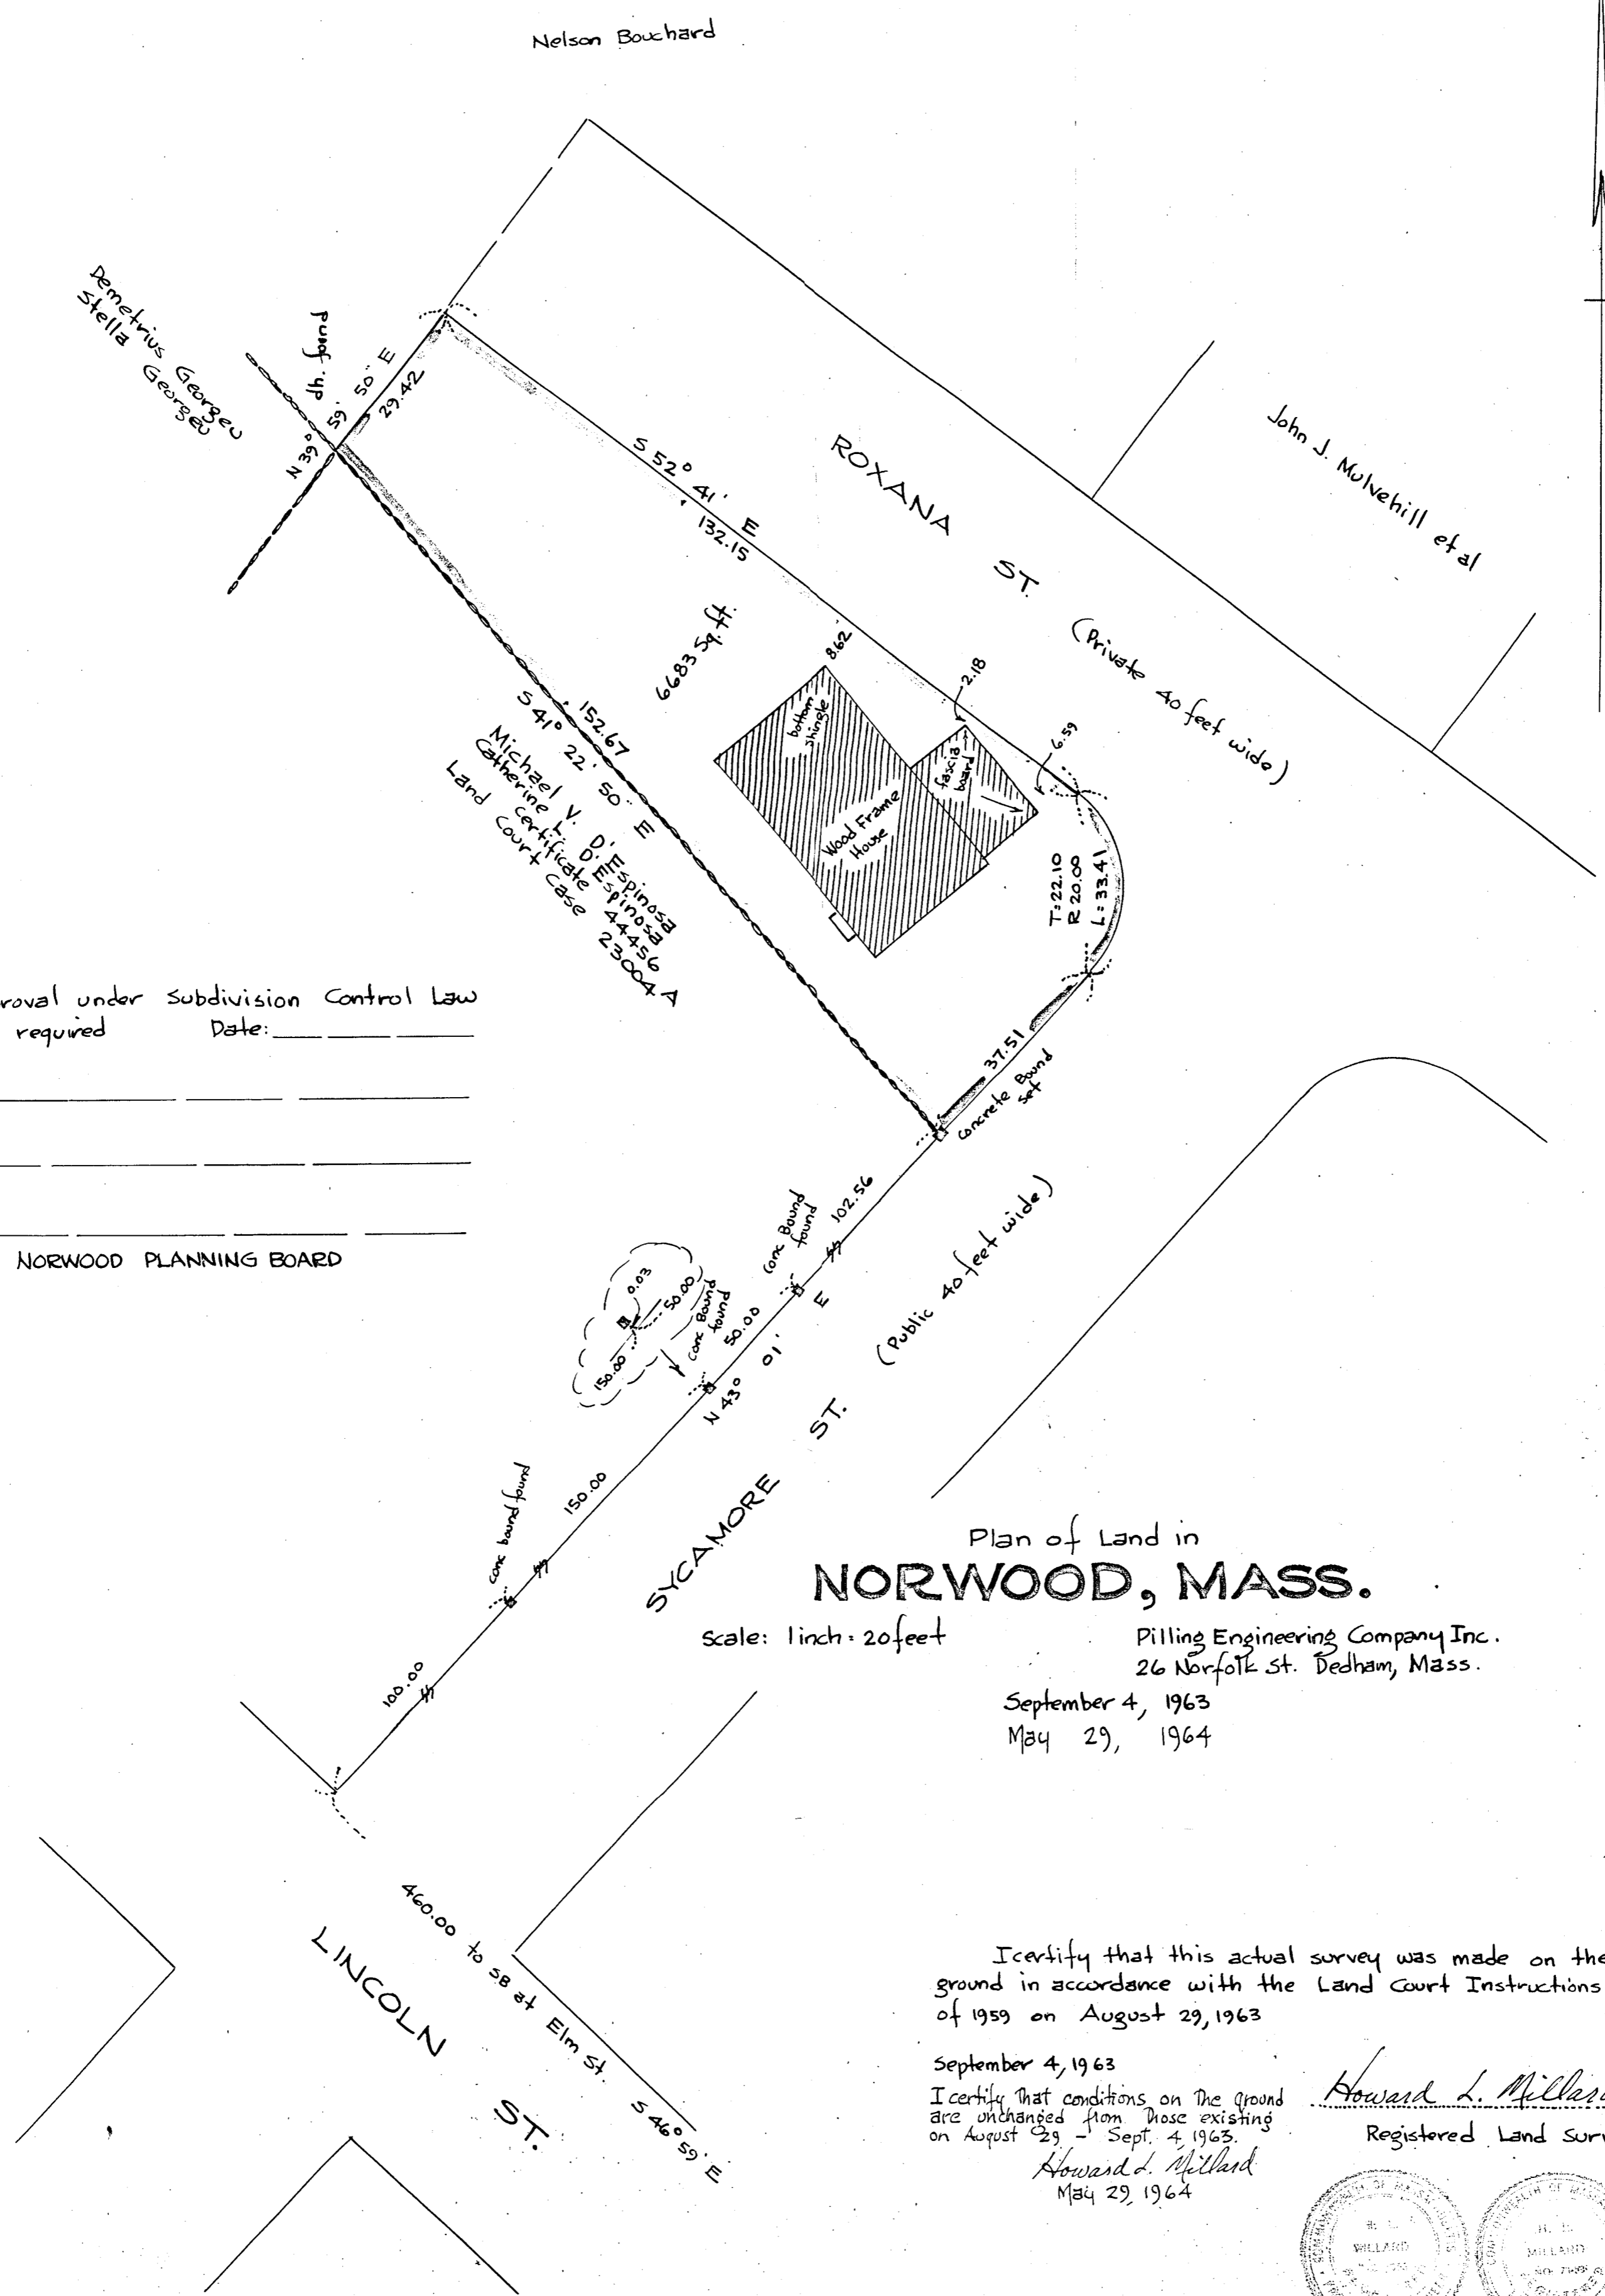 Nelson Bouchard
Demetrius Georgeu
Stella Georgeu
dh. found
N 39° 59' 50" E
29.42
S 52° 41' E
132.15
ROXANA ST. (Private 40 feet wide)
John J. Mulvehill et al
6683 Sq. ft.
8.62
2.18
6.59
bottom
shingle
fascia
board
Wood Frame
House
152.67
S 41° 22' 50" E
Michael V. D'Espinosa
Catherine L. D'Espinosa
certificate 44456
Land Court Case 23004A
T=22.10
R 20.00
L=33.41
37.51
Concrete Bound
set
roval under Subdivision Control Law
required Date:
NORWOOD PLANNING BOARD
102.56
conc Bound
found
0.03
50.00
150.00
conc Bound
found
50.00
N 43° 01' E
SYCAMORE ST. (Public 40 feet wide)
150.00
conc bound found
100.00
Plan of Land in
NORWOOD, MASS.
Scale: 1 inch = 20 feet
Pilling Engineering Company Inc.
26 Norfolk St. Dedham, Mass.
September 4, 1963
May 29, 1964
460.00 to SB at Elm St. S 46° 59' E
LINCOLN ST.
I certify that this actual survey was made on the
ground in accordance with the Land Court Instructions
of 1959 on August 29, 1963
September 4, 1963
I certify that conditions on the ground
are unchanged from those existing
on August 29 - Sept. 4, 1963.
Howard L. Millard
May 29, 1964
Howard L. Millard
Registered Land Sur
MILLARD
MILLARD